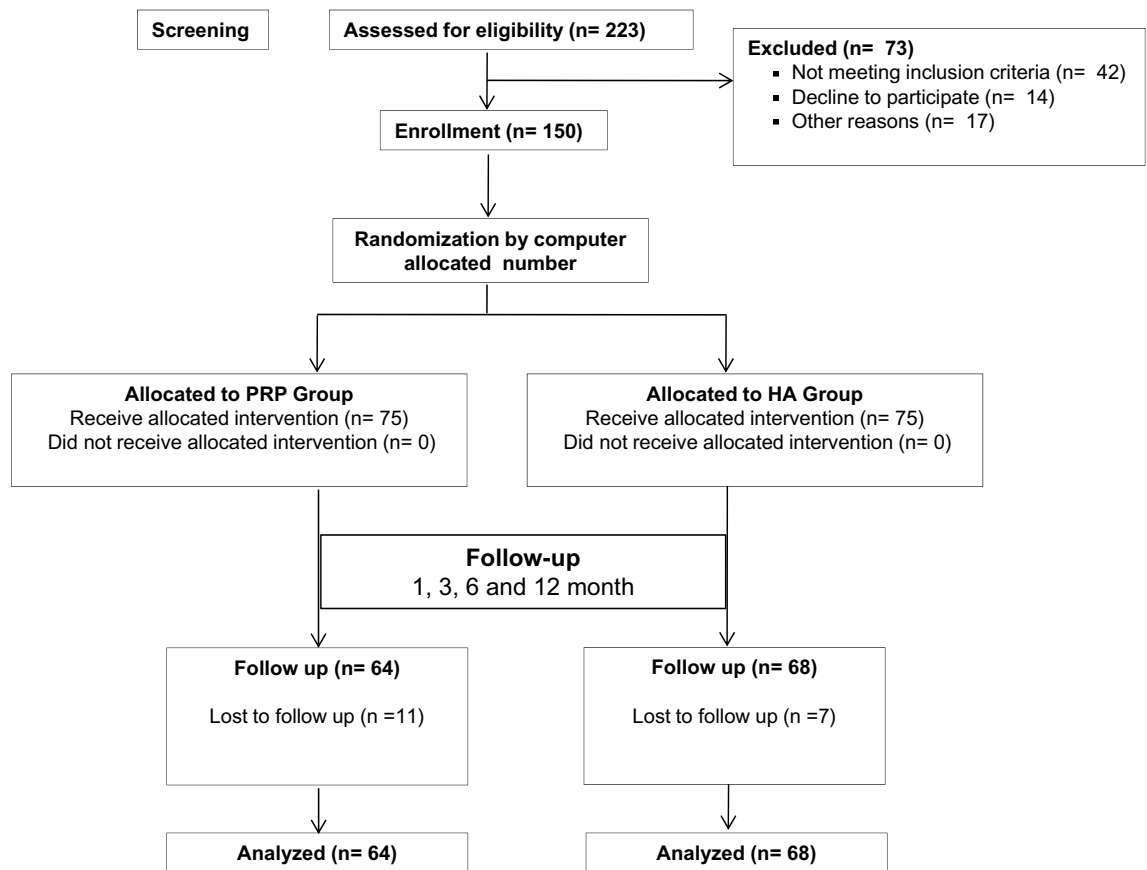 Screening
Assessed for eligibility (n= 223)
Excluded (n= 73)
▪ Not meeting inclusion criteria (n= 42)
▪ Decline to participate (n= 14)
▪ Other reasons (n= 17)
Enrollment (n= 150)
Randomization by computer
allocated number
Allocated to PRP Group
Receive allocated intervention (n= 75)
Did not receive allocated intervention (n= 0)
Allocated to HA Group
Receive allocated intervention (n= 75)
Did not receive allocated intervention (n= 0)
Follow-up
1, 3, 6 and 12 month
Follow up (n= 64)
Lost to follow up (n =11)
Follow up (n= 68)
Lost to follow up (n =7)
Analyzed (n= 64)
Analyzed (n= 68)